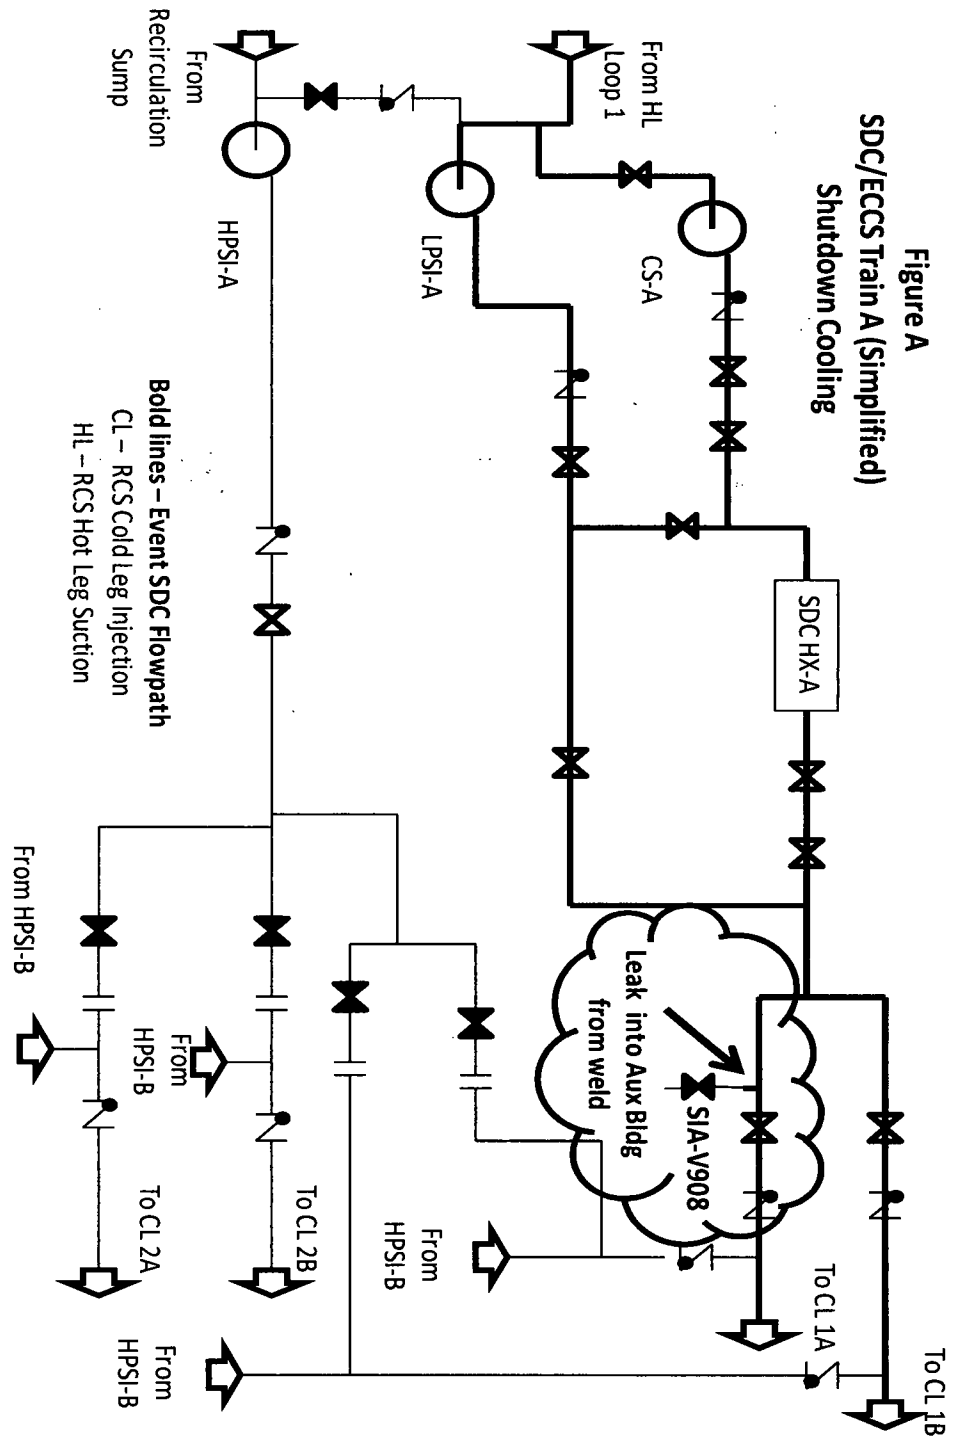 Figure A
SDC/ECCS Train A (Simplified)
Shutdown Cooling
From HL
Loop 1
From
Recirculation
Sump
CS-A
LPSI-A
HPSI-A
SDC HX-A
Leak into Aux Bldg
from weld
SIA-V908
To CL 1B
To CL 1A
From
HPSI-B
From
HPSI-B
To CL 2B
To CL 2A
From
HPSI-B
From HPSI-B
Bold lines – Event SDC Flowpath
CL – RCS Cold Leg Injection
HL – RCS Hot Leg Suction